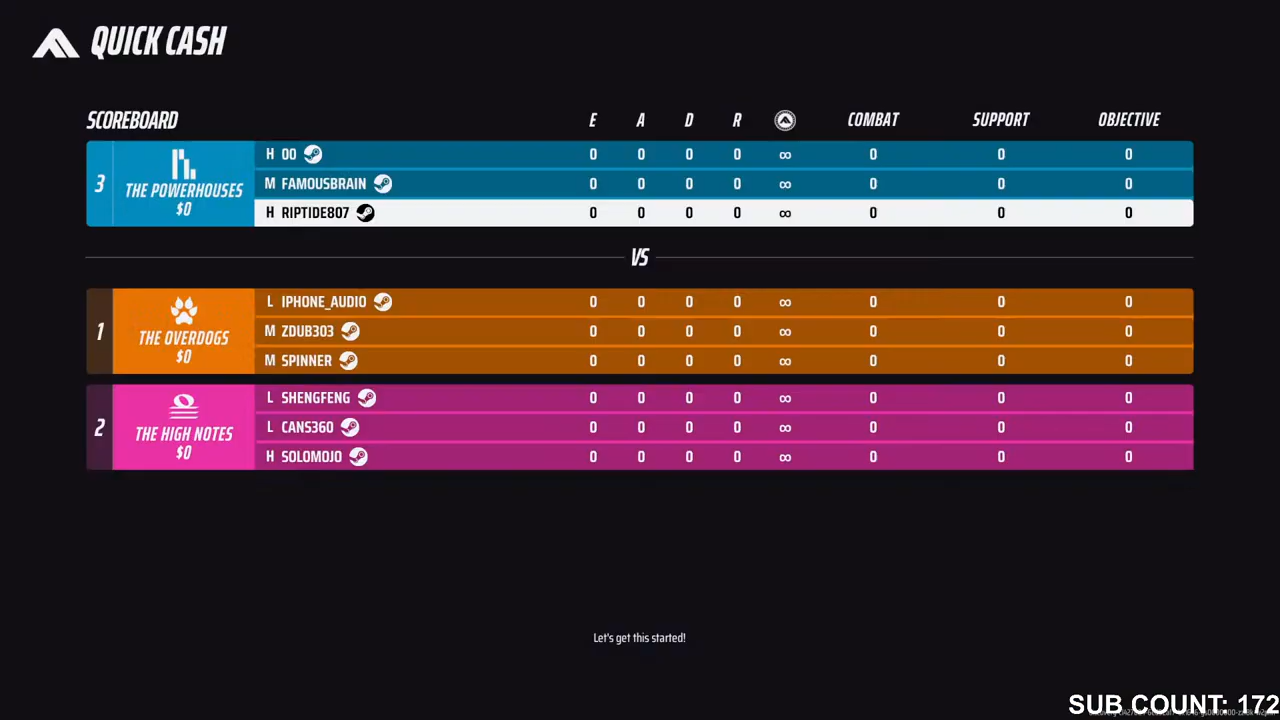 QUICK CASH
SCOREBOARD E A D R COMBAT SUPPORT OBJECTIVE
3 THE POWERHOUSES $0
H 00 0 0 0 0 ∞ 0 0 0
M FAMOUSBRAIN 0 0 0 0 ∞ 0 0 0
H RIPTIDE807 0 0 0 0 ∞ 0 0 0
VS
1 THE OVERDOGS $0
L IPHONE_AUDIO 0 0 0 0 ∞ 0 0 0
M ZDUB303 0 0 0 0 ∞ 0 0 0
M SPINNER 0 0 0 0 ∞ 0 0 0
2 THE HIGH NOTES $0
L SHENGFENG 0 0 0 0 ∞ 0 0 0
L CANS360 0 0 0 0 ∞ 0 0 0
H SOLOMOJO 0 0 0 0 ∞ 0 0 0
Let's get this started!
SUB COUNT: 172